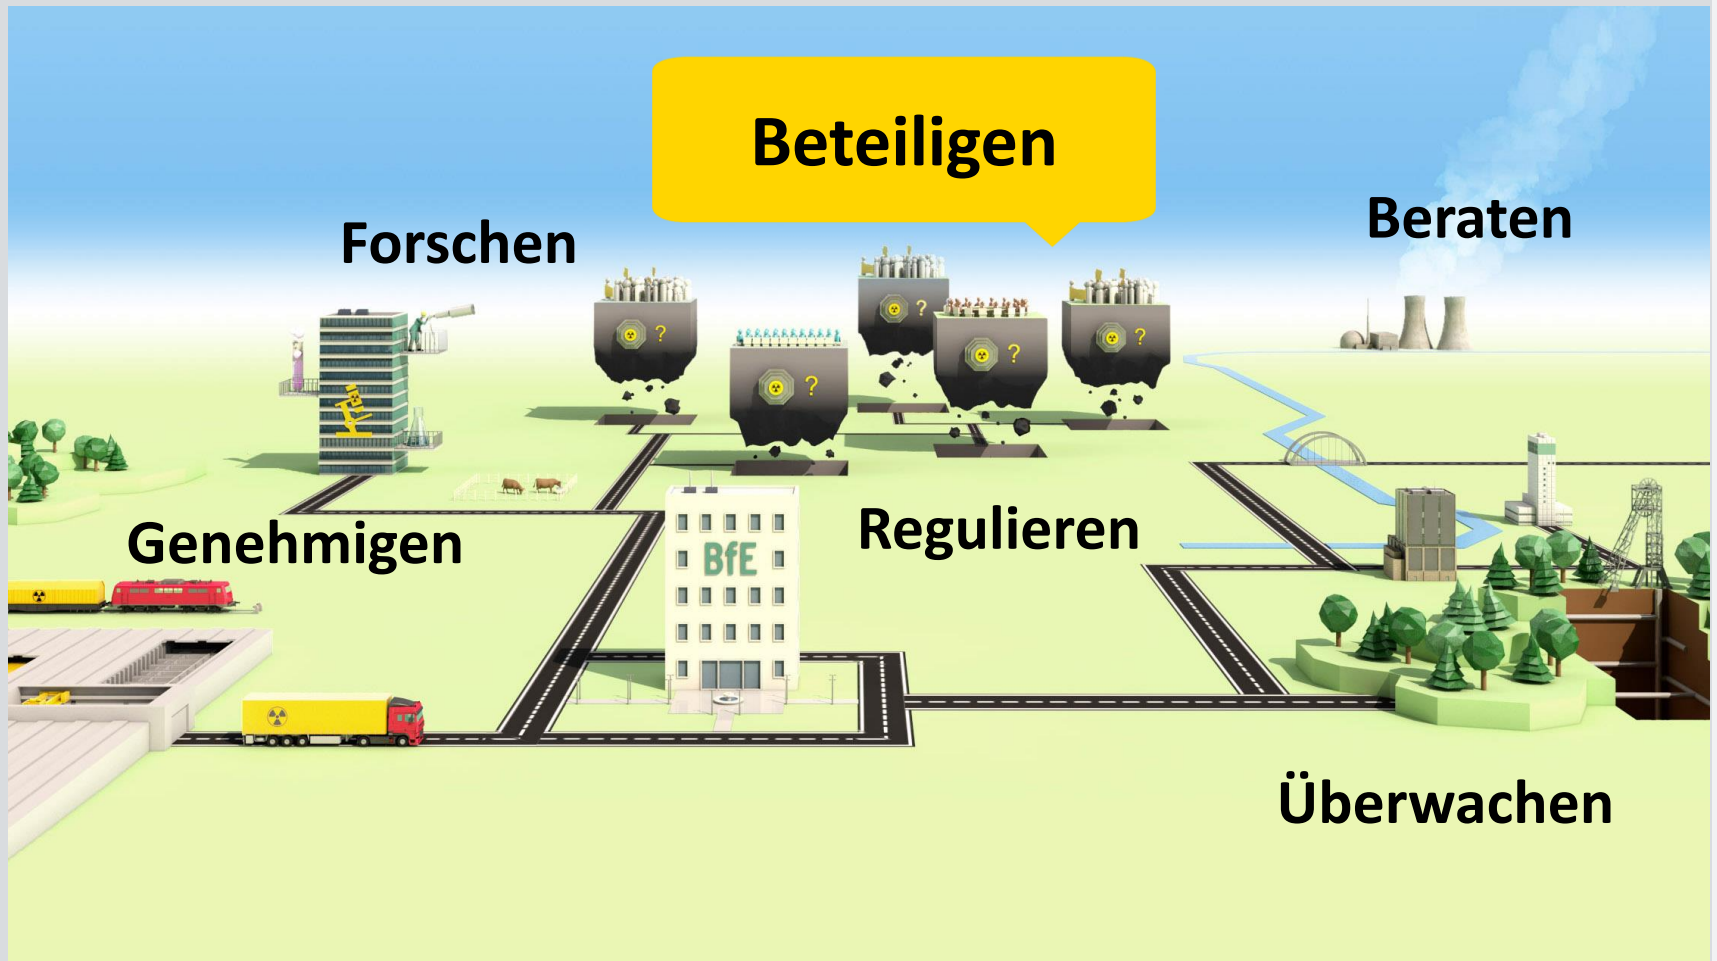 Beteiligen
Forschen
Beraten
?
?
?
?
?
Genehmigen
Regulieren
BfE
Überwachen